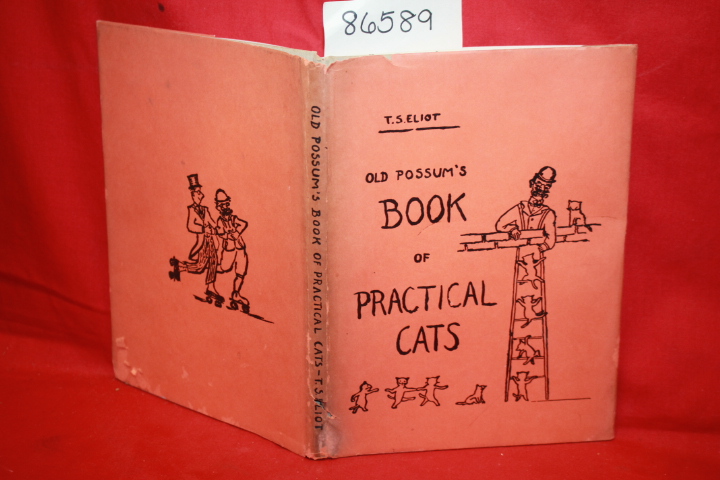 86589
T.S. ELIOT
OLD POSSUM'S
BOOK
OF
PRACTICAL
CATS
OLD POSSUM'S BOOK OF PRACTICAL CATS - T.S. ELIOT